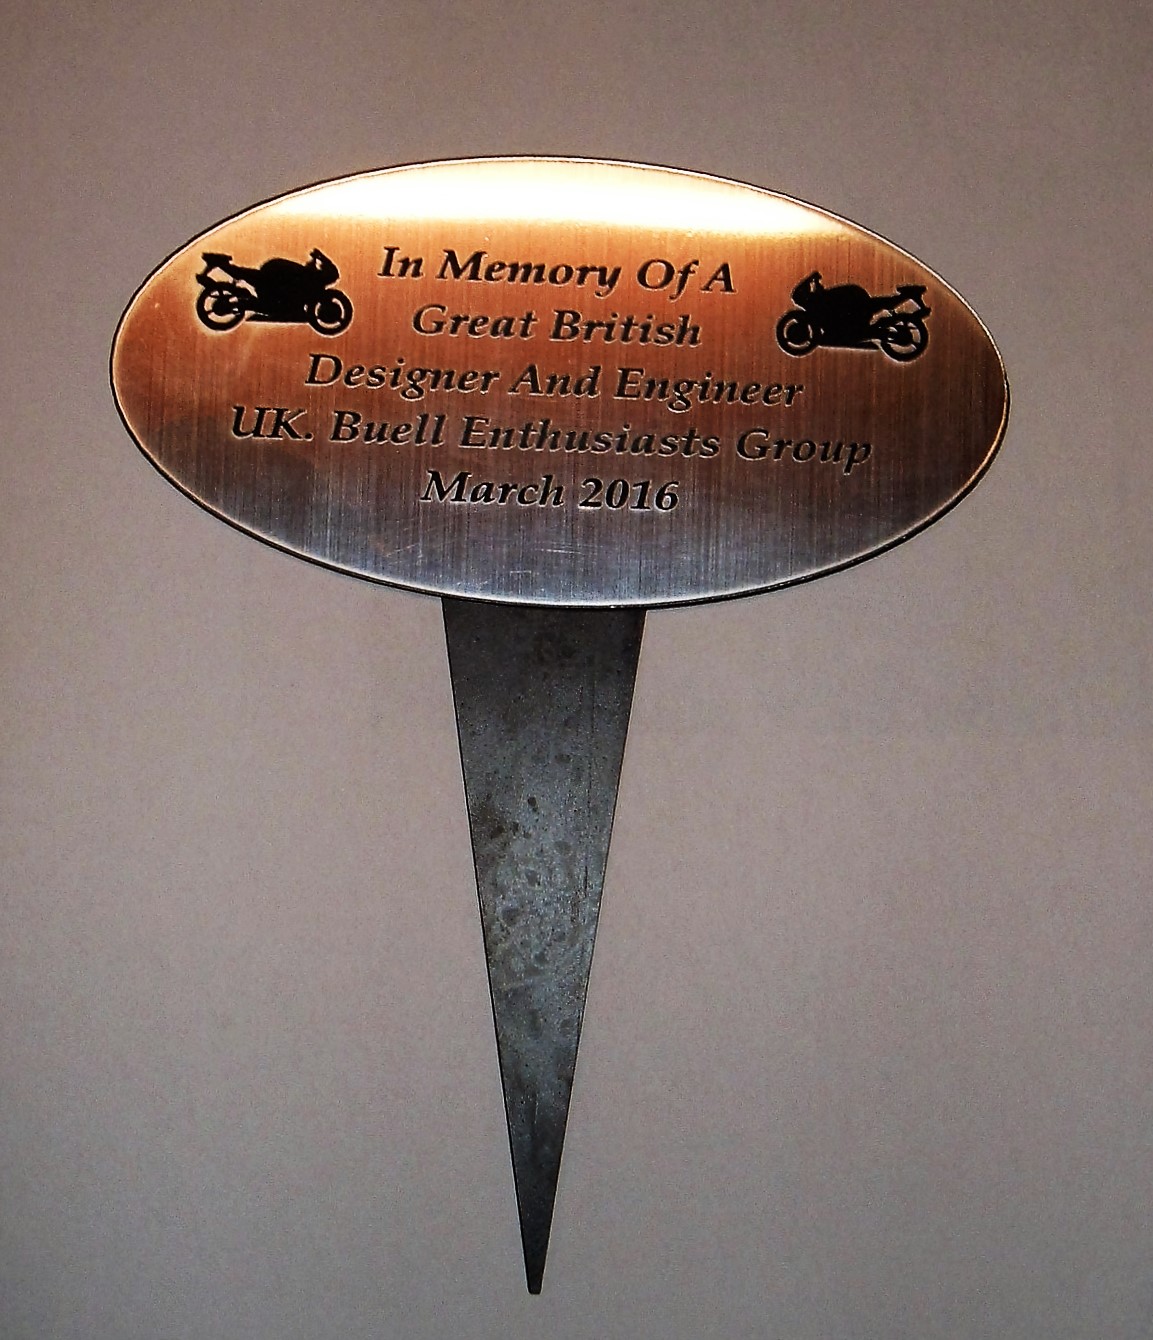 In Memory Of A
Great British
Designer And Engineer
UK. Buell Enthusiasts Group
March 2016